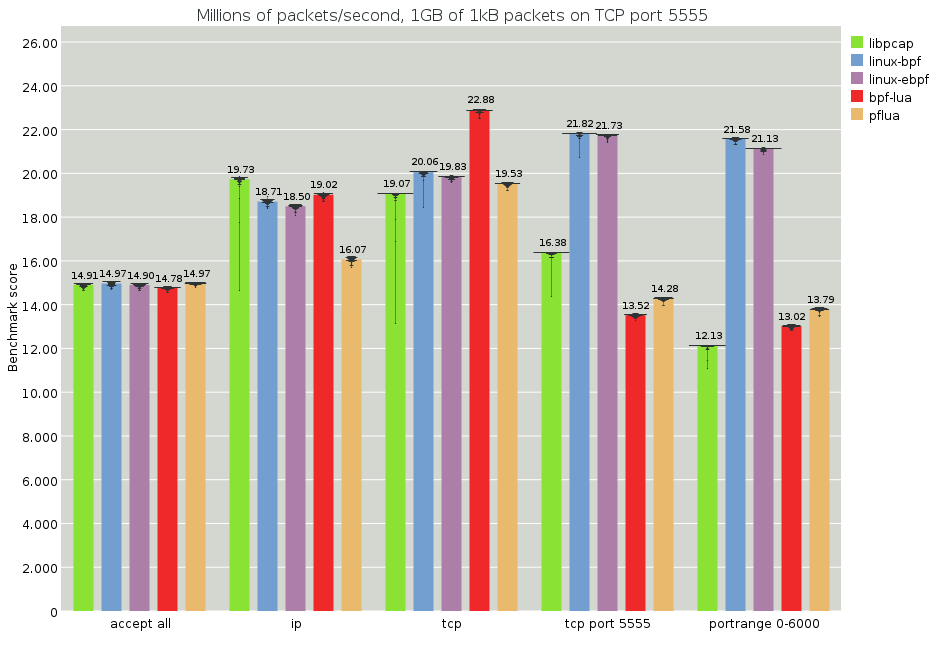 Millions of packets/second, 1GB of 1kB packets on TCP port 5555
libpcap
linux-bpf
linux-ebpf
bpf-lua
pflua
Benchmark score
26.00
24.00
22.00
20.00
18.00
16.00
14.00
12.00
10.00
8.000
6.000
4.000
2.000
0
14.91 14.97 14.90 14.78 14.97
19.73 18.71 18.50 19.02 16.07
19.07 20.06 19.83 22.88 19.53
16.38 21.82 21.73 13.52 14.28
12.13 21.58 21.13 13.02 13.79
accept all ip tcp tcp port 5555 portrange 0-6000